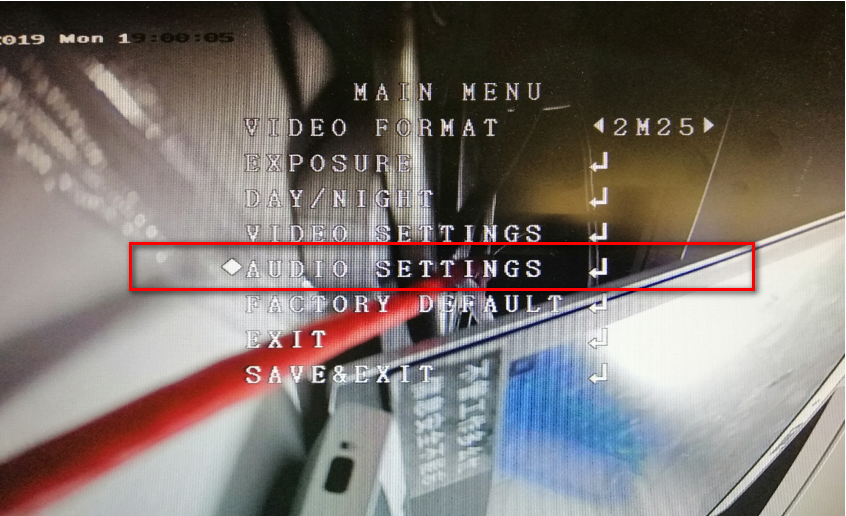 2019 Mon 19:00:05
MAIN MENU
VIDEO FORMAT 2M25
EXPOSURE
DAY/NIGHT
VIDEO SETTINGS
AUDIO SETTINGS
FACTORY DEFAULT
EXIT
SAVE&EXIT